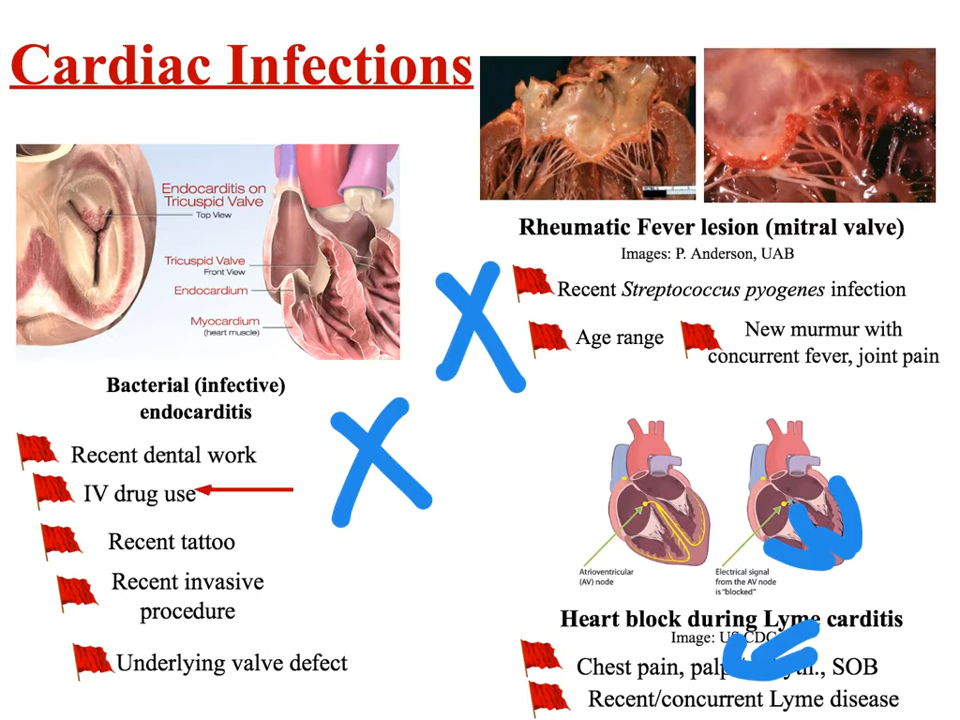 Cardiac Infections
Endocarditis on
Tricuspid Valve
Top View
Tricuspid Valve
Front View
Endocardium
Myocardium
(heart muscle)
Bacterial (infective)
endocarditis
Recent dental work
IV drug use
Recent tattoo
Recent invasive
procedure
Underlying valve defect
Rheumatic Fever lesion (mitral valve)
Images: P. Anderson, UAB
Recent Streptococcus pyogenes infection
Age range
New murmur with
concurrent fever, joint pain
Atrioventricular
(AV) node
Electrical signal
from the AV node
is "blocked"
Heart block during Lyme carditis
Image: US CDC
Chest pain, SOB
Recent/concurrent Lyme disease